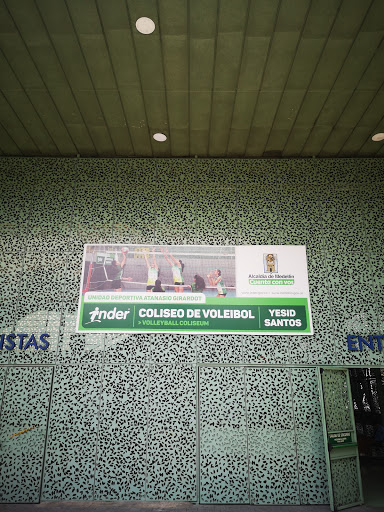 Alcaldía de Medellín
Cuenta con vos
UNIDAD DEPORTIVA ATANASIO GIRARDOT
inder
COLISEO DE VOLEIBOL
> VOLLEYBALL COLISEUM
YESID
SANTOS
ISTAS
ENT